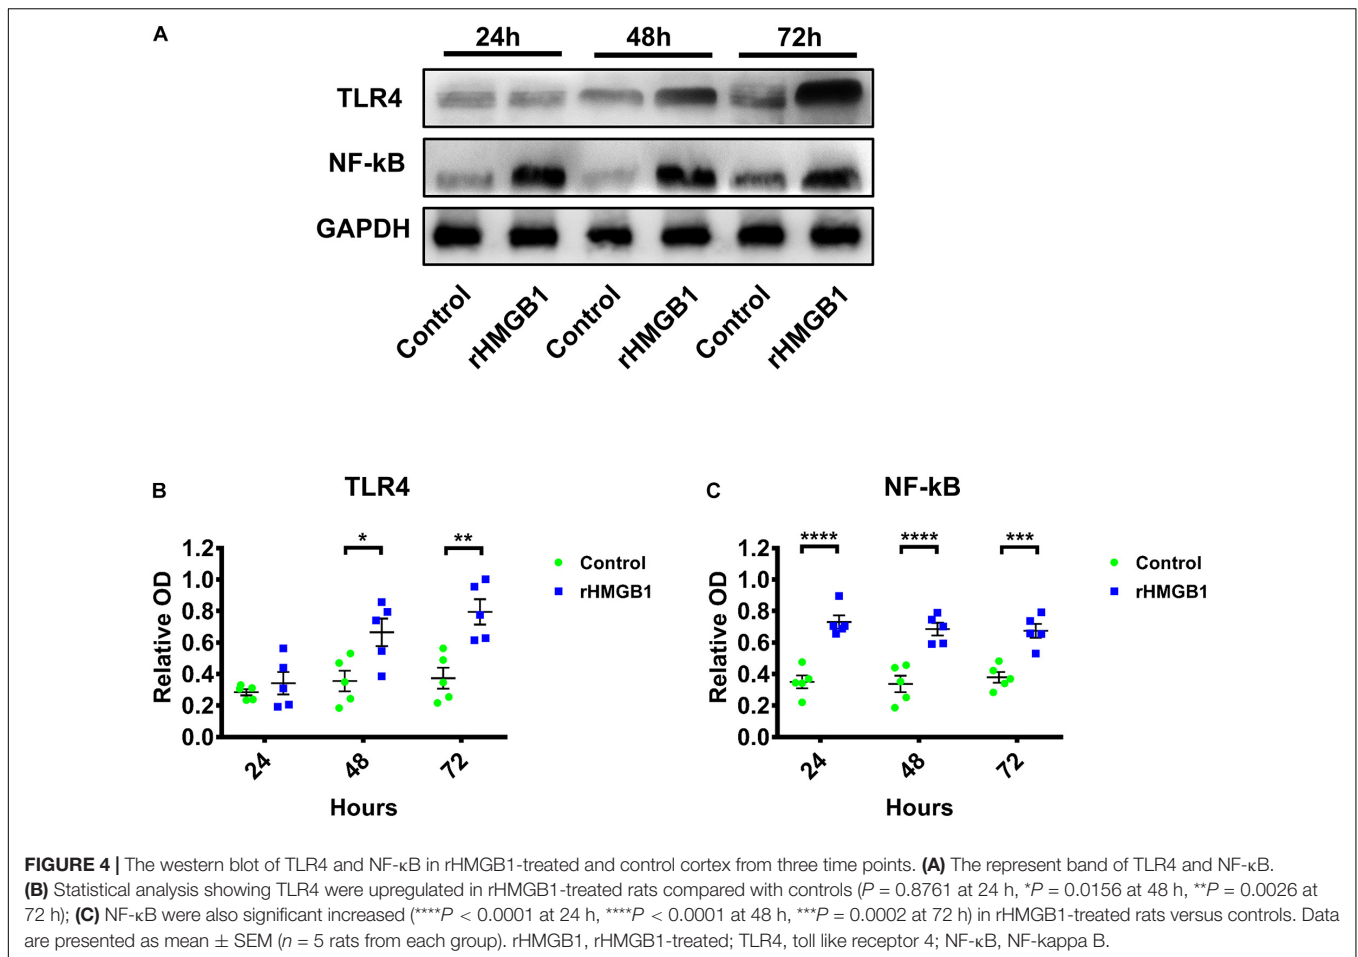 A
24h 48h 72h
TLR4
NF-kB
GAPDH
Control rHMGB1 Control rHMGB1 Control rHMGB1
B TLR4
* **
1.2
1.0
0.8
0.6
0.4
0.2
0.0
Relative OD
24 48 72
Hours
Control
rHMGB1
C NF-kB
**** **** ***
1.2
1.0
0.8
0.6
0.4
0.2
0.0
Relative OD
24 48 72
Hours
Control
rHMGB1
FIGURE 4 | The western blot of TLR4 and NF-κB in rHMGB1-treated and control cortex from three time points. (A) The represent band of TLR4 and NF-κB.
(B) Statistical analysis showing TLR4 were upregulated in rHMGB1-treated rats compared with controls (P = 0.8761 at 24 h, *P = 0.0156 at 48 h, **P = 0.0026 at
72 h); (C) NF-κB were also significant increased (****P < 0.0001 at 24 h, ****P < 0.0001 at 48 h, ***P = 0.0002 at 72 h) in rHMGB1-treated rats versus controls. Data
are presented as mean ± SEM (n = 5 rats from each group). rHMGB1, rHMGB1-treated; TLR4, toll like receptor 4; NF-κB, NF-kappa B.